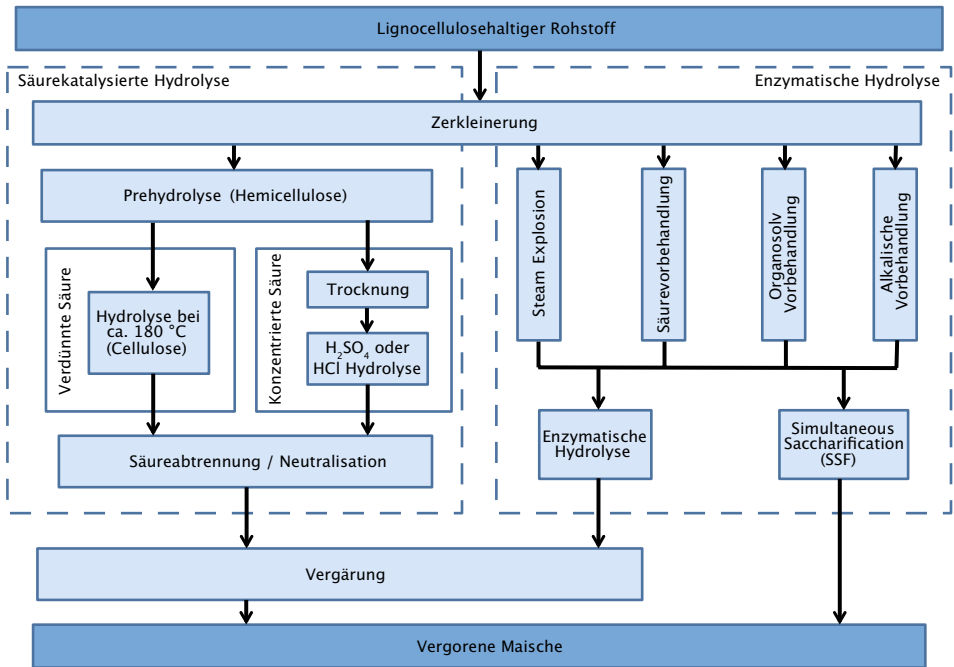 Lignocellulosehaltiger Rohstoff
Säurekatalysierte Hydrolyse
Enzymatische Hydrolyse
Zerkleinerung
Prehydrolyse (Hemicellulose)
Steam Explosion
Säurevorbehandlung
Organosolv
Vorbehandlung
Alkalische
Vorbehandlung
Verdünnte Säure
Hydrolyse bei
ca. 180 °C
(Cellulose)
Konzentrierte Säure
Trocknung
H₂SO₄ oder
HCl Hydrolyse
Enzymatische
Hydrolyse
Simultaneous
Saccharification
(SSF)
Säureabtrennung / Neutralisation
Vergärung
Vergorene Maische